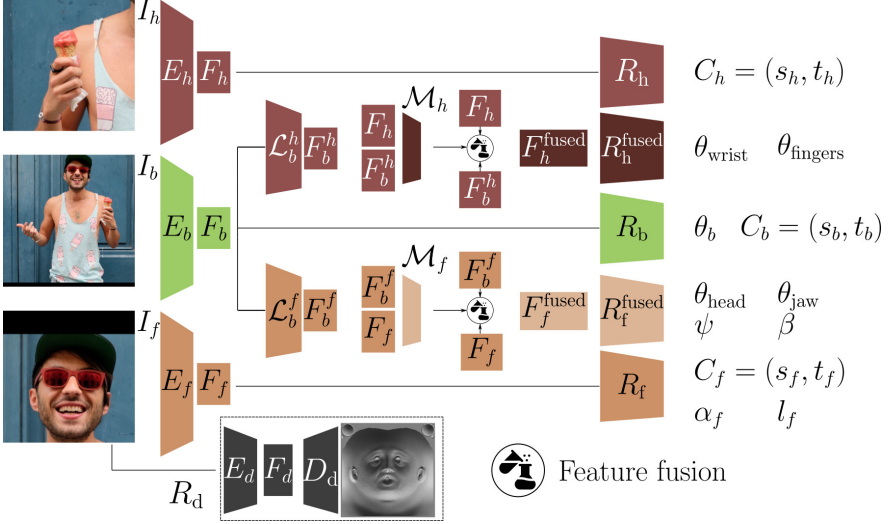 I_h
E_h F_h R_h C_h = (s_h, t_h)
M_h
L_b^h F_b^h F_h F_b^h F_h F_b^h F_h^fused R_h^fused θ_wrist θ_fingers
I_b
E_b F_b R_b θ_b C_b = (s_b, t_b)
M_f
L_b^f F_b^f F_b^f F_f F_b^f F_f F_f^fused R_f^fused θ_head θ_jaw
ψ β
I_f
E_f F_f R_f C_f = (s_f, t_f)
α_f l_f
R_d E_d F_d D_d
Feature fusion